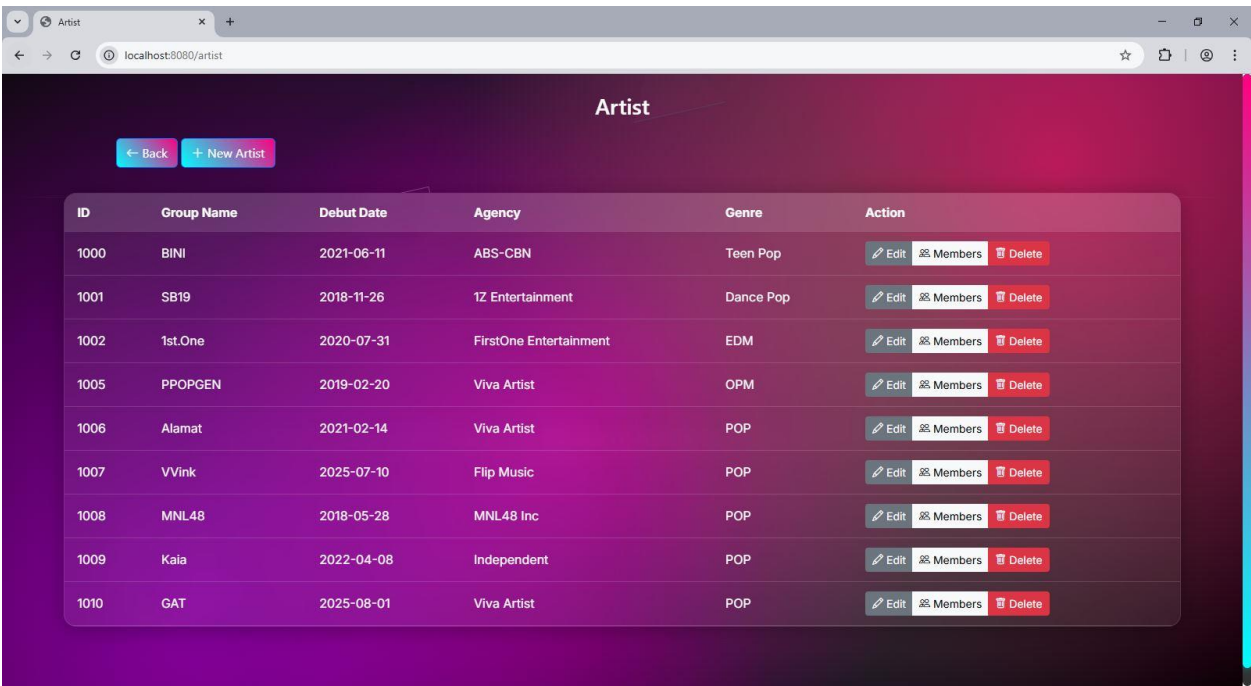 Artist
localhost:8080/artist
Artist
Back New Artist
ID Group Name Debut Date Agency Genre Action
1000 BINI 2021-06-11 ABS-CBN Teen Pop Edit Members Delete
1001 SB19 2018-11-26 1Z Entertainment Dance Pop Edit Members Delete
1002 1st.One 2020-07-31 FirstOne Entertainment EDM Edit Members Delete
1005 PPOPGEN 2019-02-20 Viva Artist OPM Edit Members Delete
1006 Alamat 2021-02-14 Viva Artist POP Edit Members Delete
1007 VVink 2025-07-10 Flip Music POP Edit Members Delete
1008 MNL48 2018-05-28 MNL48 Inc POP Edit Members Delete
1009 Kaia 2022-04-08 Independent POP Edit Members Delete
1010 GAT 2025-08-01 Viva Artist POP Edit Members Delete